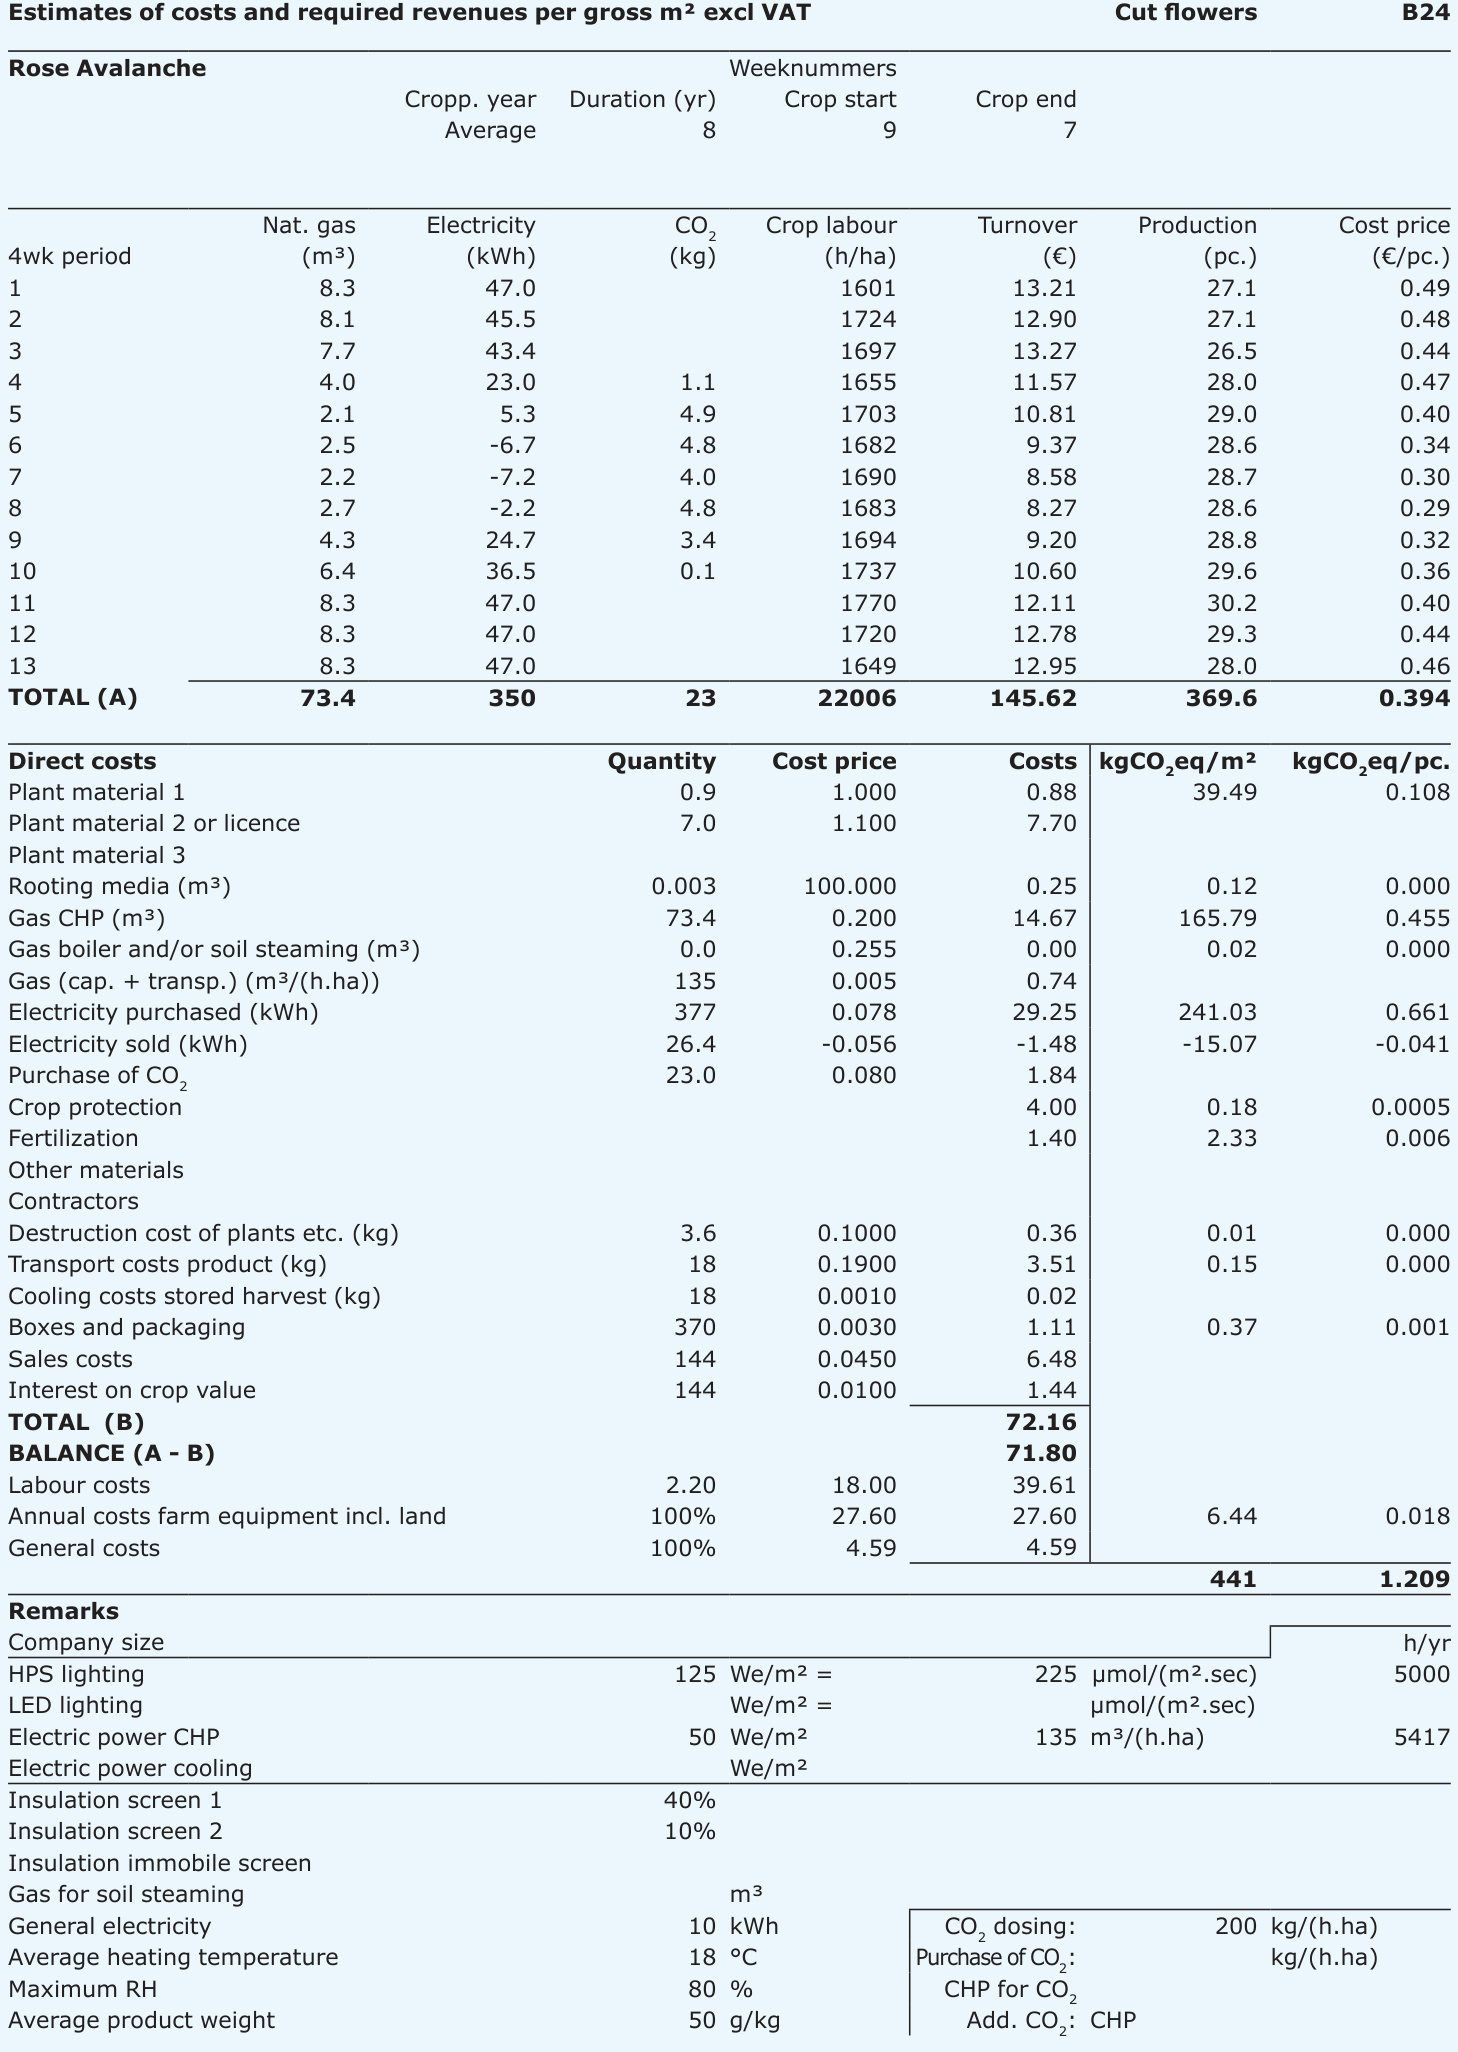 Estimates of costs and required revenues per gross m² excl VAT Cut flowers B24
Rose Avalanche Weeknummers
Cropp. year Duration (yr) Crop start Crop end
Average 8 9 7
Nat. gas Electricity CO₂ Crop labour Turnover Production Cost price
4wk period (m³) (kWh) (kg) (h/ha) (€) (pc.) (€/pc.)
1 8.3 47.0 1601 13.21 27.1 0.49
2 8.1 45.5 1724 12.90 27.1 0.48
3 7.7 43.4 1697 13.27 26.5 0.44
4 4.0 23.0 1.1 1655 11.57 28.0 0.47
5 2.1 5.3 4.9 1703 10.81 29.0 0.40
6 2.5 -6.7 4.8 1682 9.37 28.6 0.34
7 2.2 -7.2 4.0 1690 8.58 28.7 0.30
8 2.7 -2.2 4.8 1683 8.27 28.6 0.29
9 4.3 24.7 3.4 1694 9.20 28.8 0.32
10 6.4 36.5 0.1 1737 10.60 29.6 0.36
11 8.3 47.0 1770 12.11 30.2 0.40
12 8.3 47.0 1720 12.78 29.3 0.44
13 8.3 47.0 1649 12.95 28.0 0.46
TOTAL (A) 73.4 350 23 22006 145.62 369.6 0.394
Direct costs Quantity Cost price Costs kgCO₂eq/m² kgCO₂eq/pc.
Plant material 1 0.9 1.000 0.88 39.49 0.108
Plant material 2 or licence 7.0 1.100 7.70
Plant material 3
Rooting media (m³) 0.003 100.000 0.25 0.12 0.000
Gas CHP (m³) 73.4 0.200 14.67 165.79 0.455
Gas boiler and/or soil steaming (m³) 0.0 0.255 0.00 0.02 0.000
Gas (cap. + transp.) (m³/(h.ha)) 135 0.005 0.74
Electricity purchased (kWh) 377 0.078 29.25 241.03 0.661
Electricity sold (kWh) 26.4 -0.056 -1.48 -15.07 -0.041
Purchase of CO₂ 23.0 0.080 1.84
Crop protection 4.00 0.18 0.0005
Fertilization 1.40 2.33 0.006
Other materials
Contractors
Destruction cost of plants etc. (kg) 3.6 0.1000 0.36 0.01 0.000
Transport costs product (kg) 18 0.1900 3.51 0.15 0.000
Cooling costs stored harvest (kg) 18 0.0010 0.02
Boxes and packaging 370 0.0030 1.11 0.37 0.001
Sales costs 144 0.0450 6.48
Interest on crop value 144 0.0100 1.44
TOTAL (B) 72.16
BALANCE (A - B) 71.80
Labour costs 2.20 18.00 39.61
Annual costs farm equipment incl. land 100% 27.60 27.60 6.44 0.018
General costs 100% 4.59 4.59
441 1.209
Remarks
Company size h/yr
HPS lighting 125 We/m² = 225 µmol/(m².sec) 5000
LED lighting We/m² = µmol/(m².sec)
Electric power CHP 50 We/m² 135 m³/(h.ha) 5417
Electric power cooling We/m²
Insulation screen 1 40%
Insulation screen 2 10%
Insulation immobile screen
Gas for soil steaming m³
General electricity 10 kWh CO₂ dosing: 200 kg/(h.ha)
Average heating temperature 18 °C Purchase of CO₂: kg/(h.ha)
Maximum RH 80 % CHP for CO₂
Average product weight 50 g/kg Add. CO₂: CHP